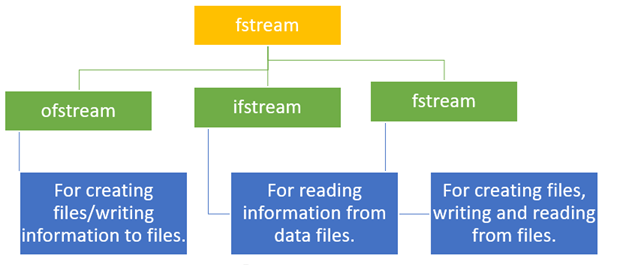 fstream
ofstream
ifstream
fstream
For creating
files/writing
information to files.
For reading
information from
data files.
For creating files,
writing and reading
from files.